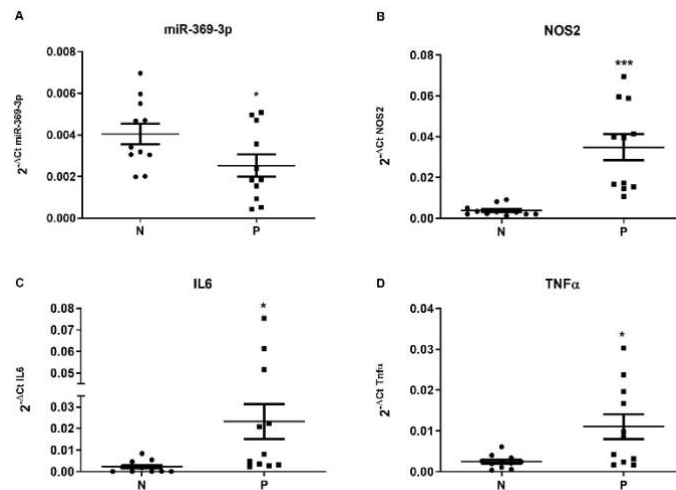 A
miR-369-3p
2^-ΔCt miR-369-3p
0.008
0.006
0.004
0.002
0.000
*
N
P
B
NOS2
2^-ΔCt NOS2
0.08
0.06
0.04
0.02
0.00
***
N
P
C
IL6
2^-ΔCt IL6
0.08
0.07
0.06
0.05
0.03
0.02
0.01
0.00
*
N
P
D
TNFα
2^-ΔCt Tnfα
0.04
0.03
0.02
0.01
0.00
*
N
P